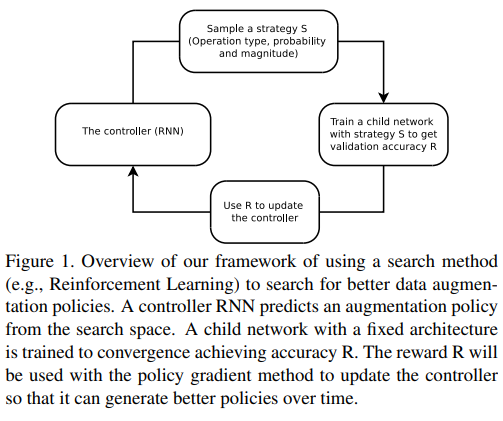 Sample a strategy S
(Operation type, probability
and magnitude)
The controller (RNN)
Train a child network
with strategy S to get
validation accuracy R
Use R to update
the controller
Figure 1. Overview of our framework of using a search method
(e.g., Reinforcement Learning) to search for better data augmen-
tation policies. A controller RNN predicts an augmentation policy
from the search space. A child network with a fixed architecture
is trained to convergence achieving accuracy R. The reward R will
be used with the policy gradient method to update the controller
so that it can generate better policies over time.